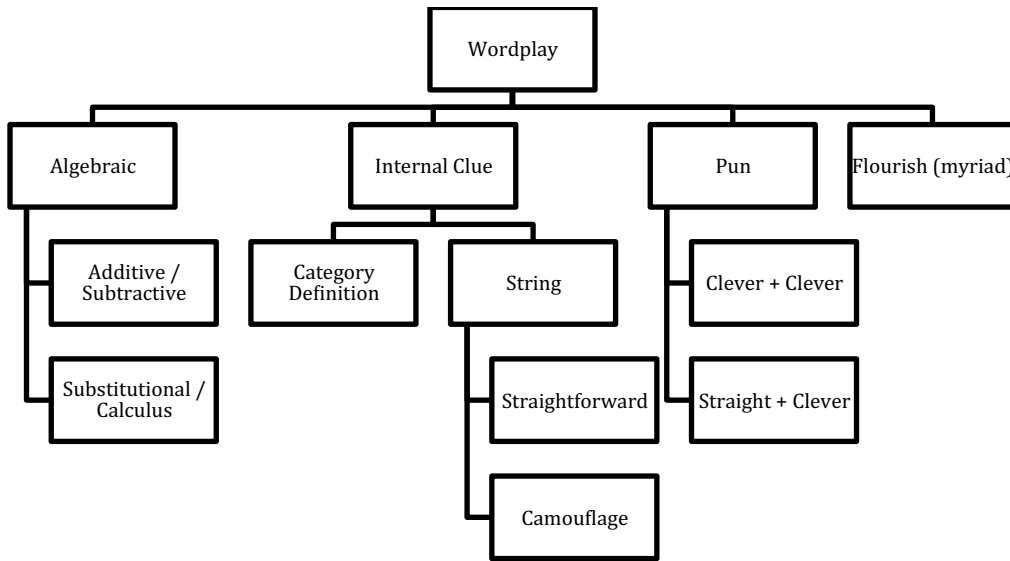 Wordplay
Algebraic
Internal Clue
Pun
Flourish (myriad)
Additive /
Subtractive
Category
Definition
String
Clever + Clever
Substitutional /
Calculus
Straightforward
Straight + Clever
Camouflage